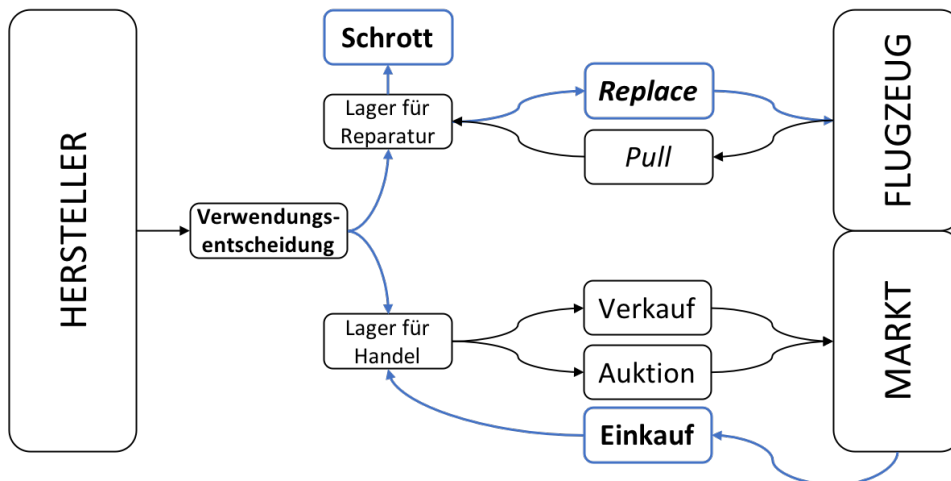 HERSTELLER
Verwendungs-
entscheidung
Schrott
Lager für
Reparatur
Replace
Pull
FLUGZEUG
Lager für
Handel
Verkauf
Auktion
Einkauf
MARKT